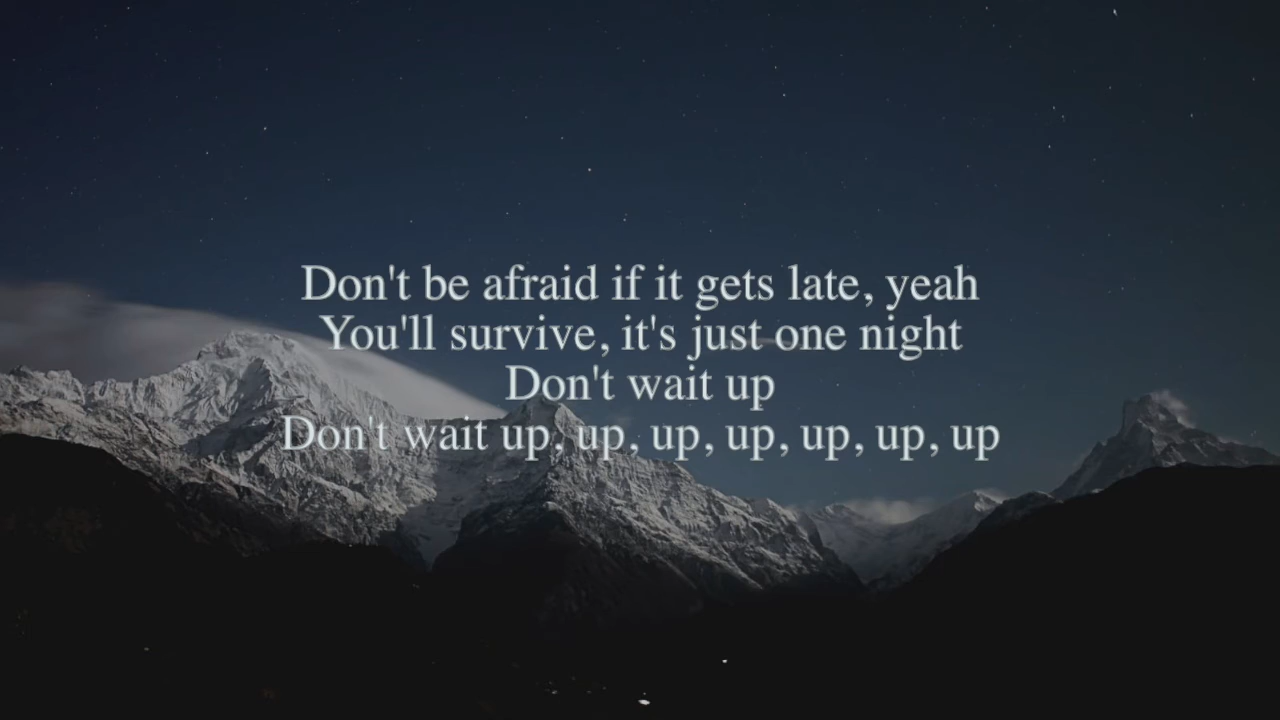 Don't be afraid if it gets late, yeah
You'll survive, it's just one night
Don't wait up
Don't wait up, up, up, up, up, up, up